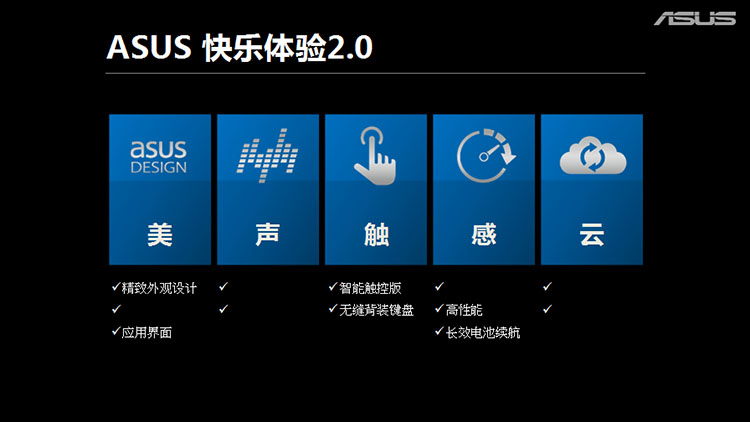 ASUS
ASUS 快乐体验2.0
asus
DESIGN
美
声
触
感
云
✓精致外观设计
✓
✓应用界面
✓
✓
✓智能触控版
✓无缝背装键盘
✓
✓高性能
✓长效电池续航
✓
✓